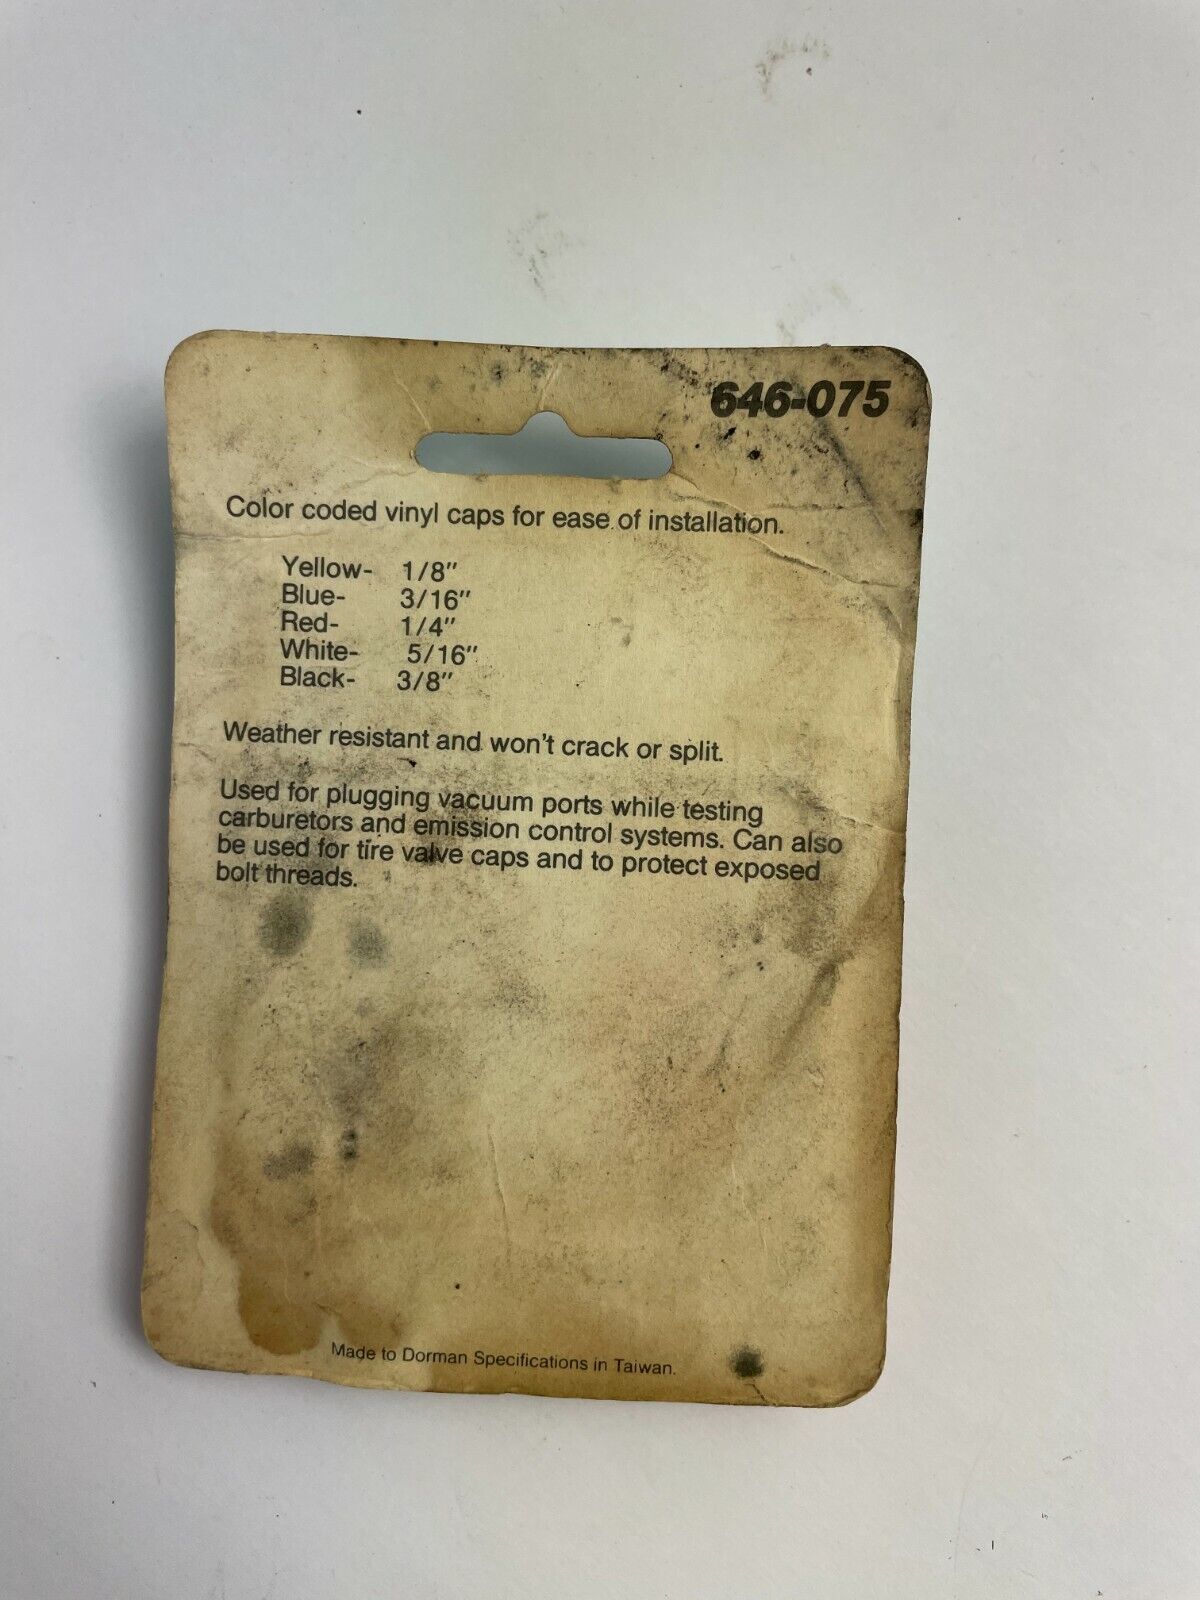 646-075
Color coded vinyl caps for ease of installation.
Yellow- 1/8"
Blue- 3/16"
Red- 1/4"
White- 5/16"
Black- 3/8"
Weather resistant and won't crack or split.
Used for plugging vacuum ports while testing
carburetors and emission control systems. Can also
be used for tire valve caps and to protect exposed
bolt threads.
Made to Dorman Specifications in Taiwan.